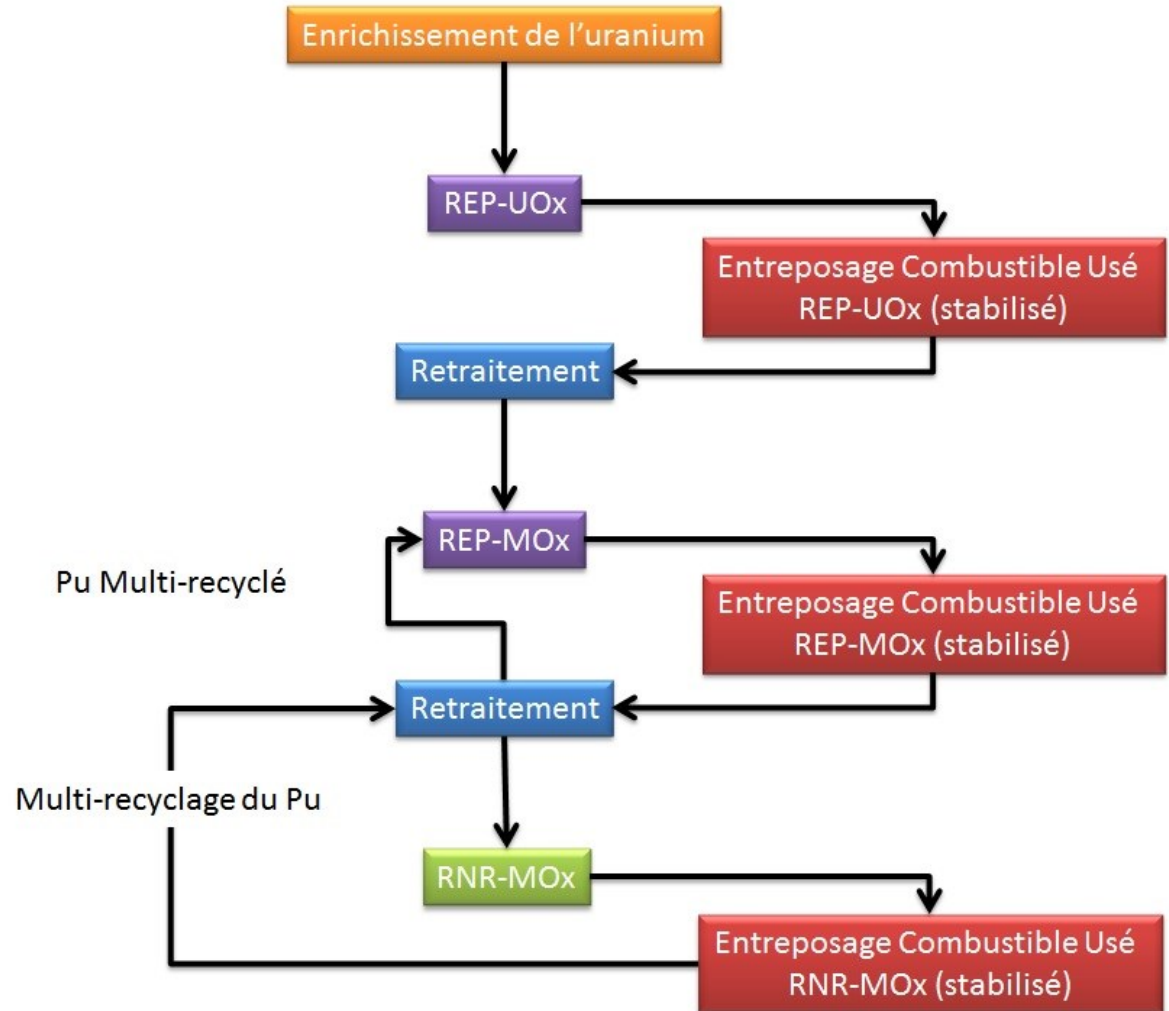 Enrichissement de l'uranium
REP-UOx
Entreposage Combustible Usé
REP-UOx (stabilisé)
Retraitement
REP-MOx
Pu Multi-recyclé
Entreposage Combustible Usé
REP-MOx (stabilisé)
Retraitement
Multi-recyclage du Pu
RNR-MOx
Entreposage Combustible Usé
RNR-MOx (stabilisé)